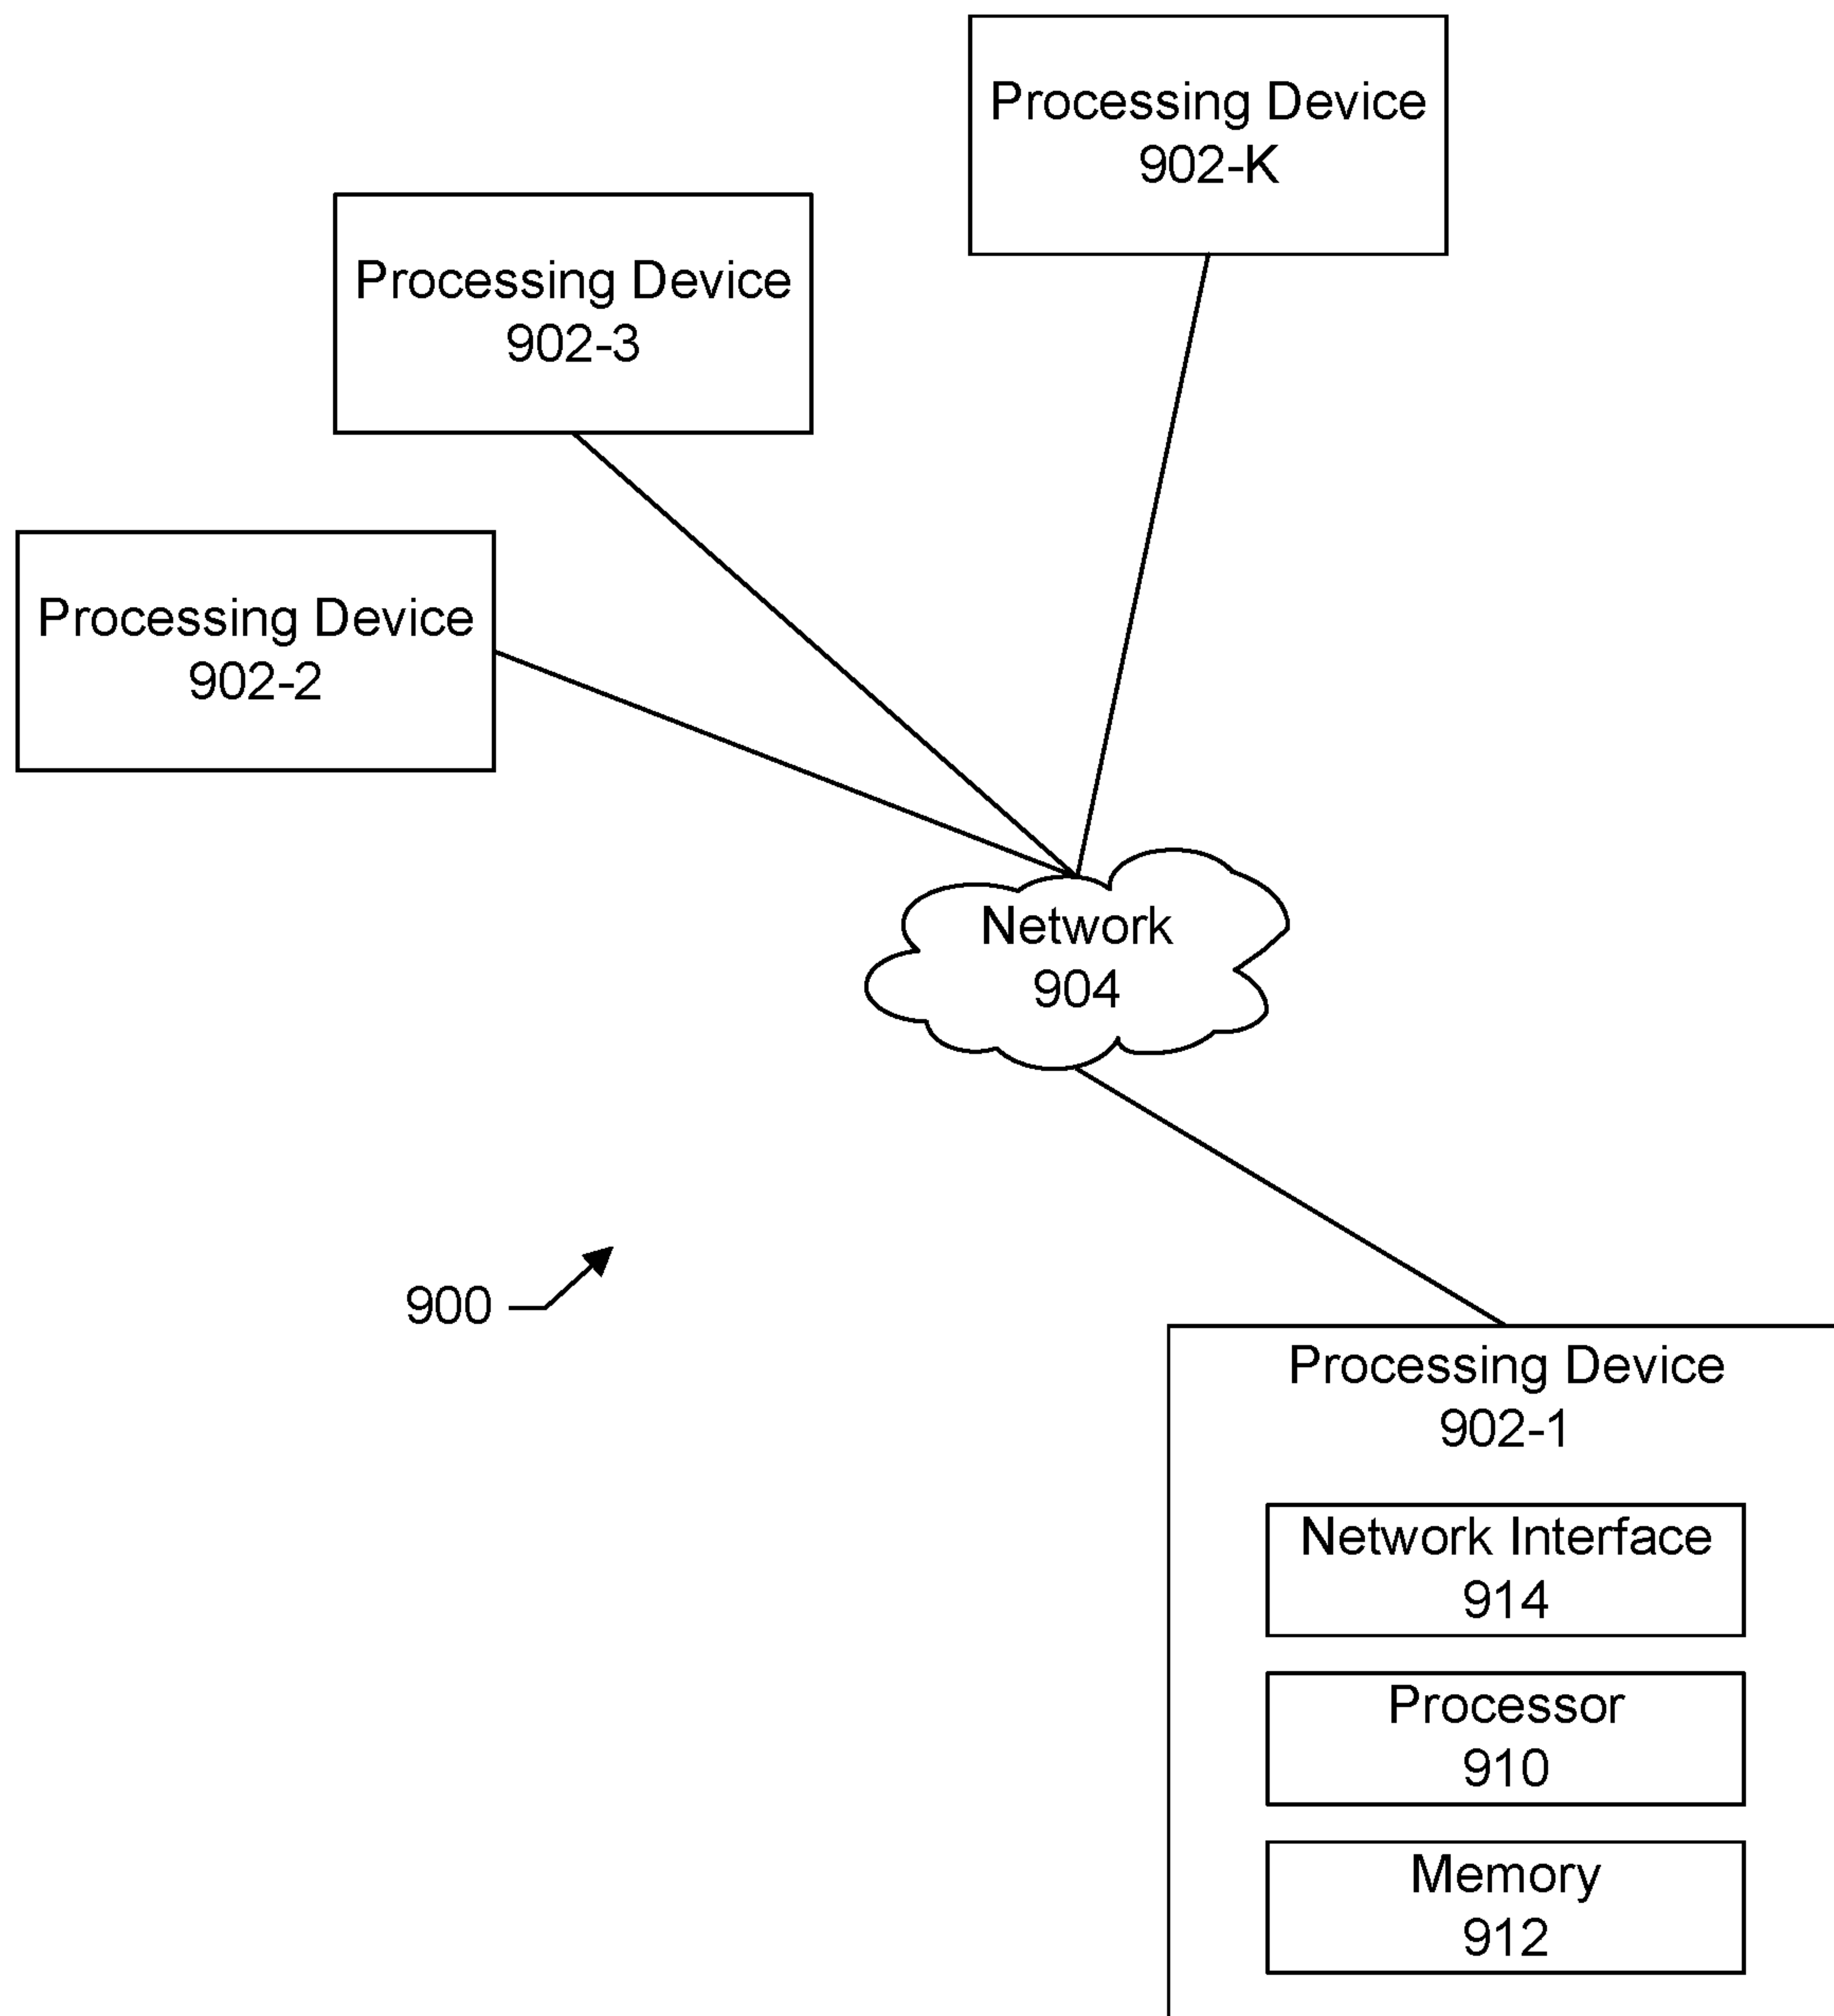 Processing Device
902-K
Processing Device
902-3
Processing Device
902-2
Network
904
900
Processing Device
902-1
Network Interface
914
Processor
910
Memory
912